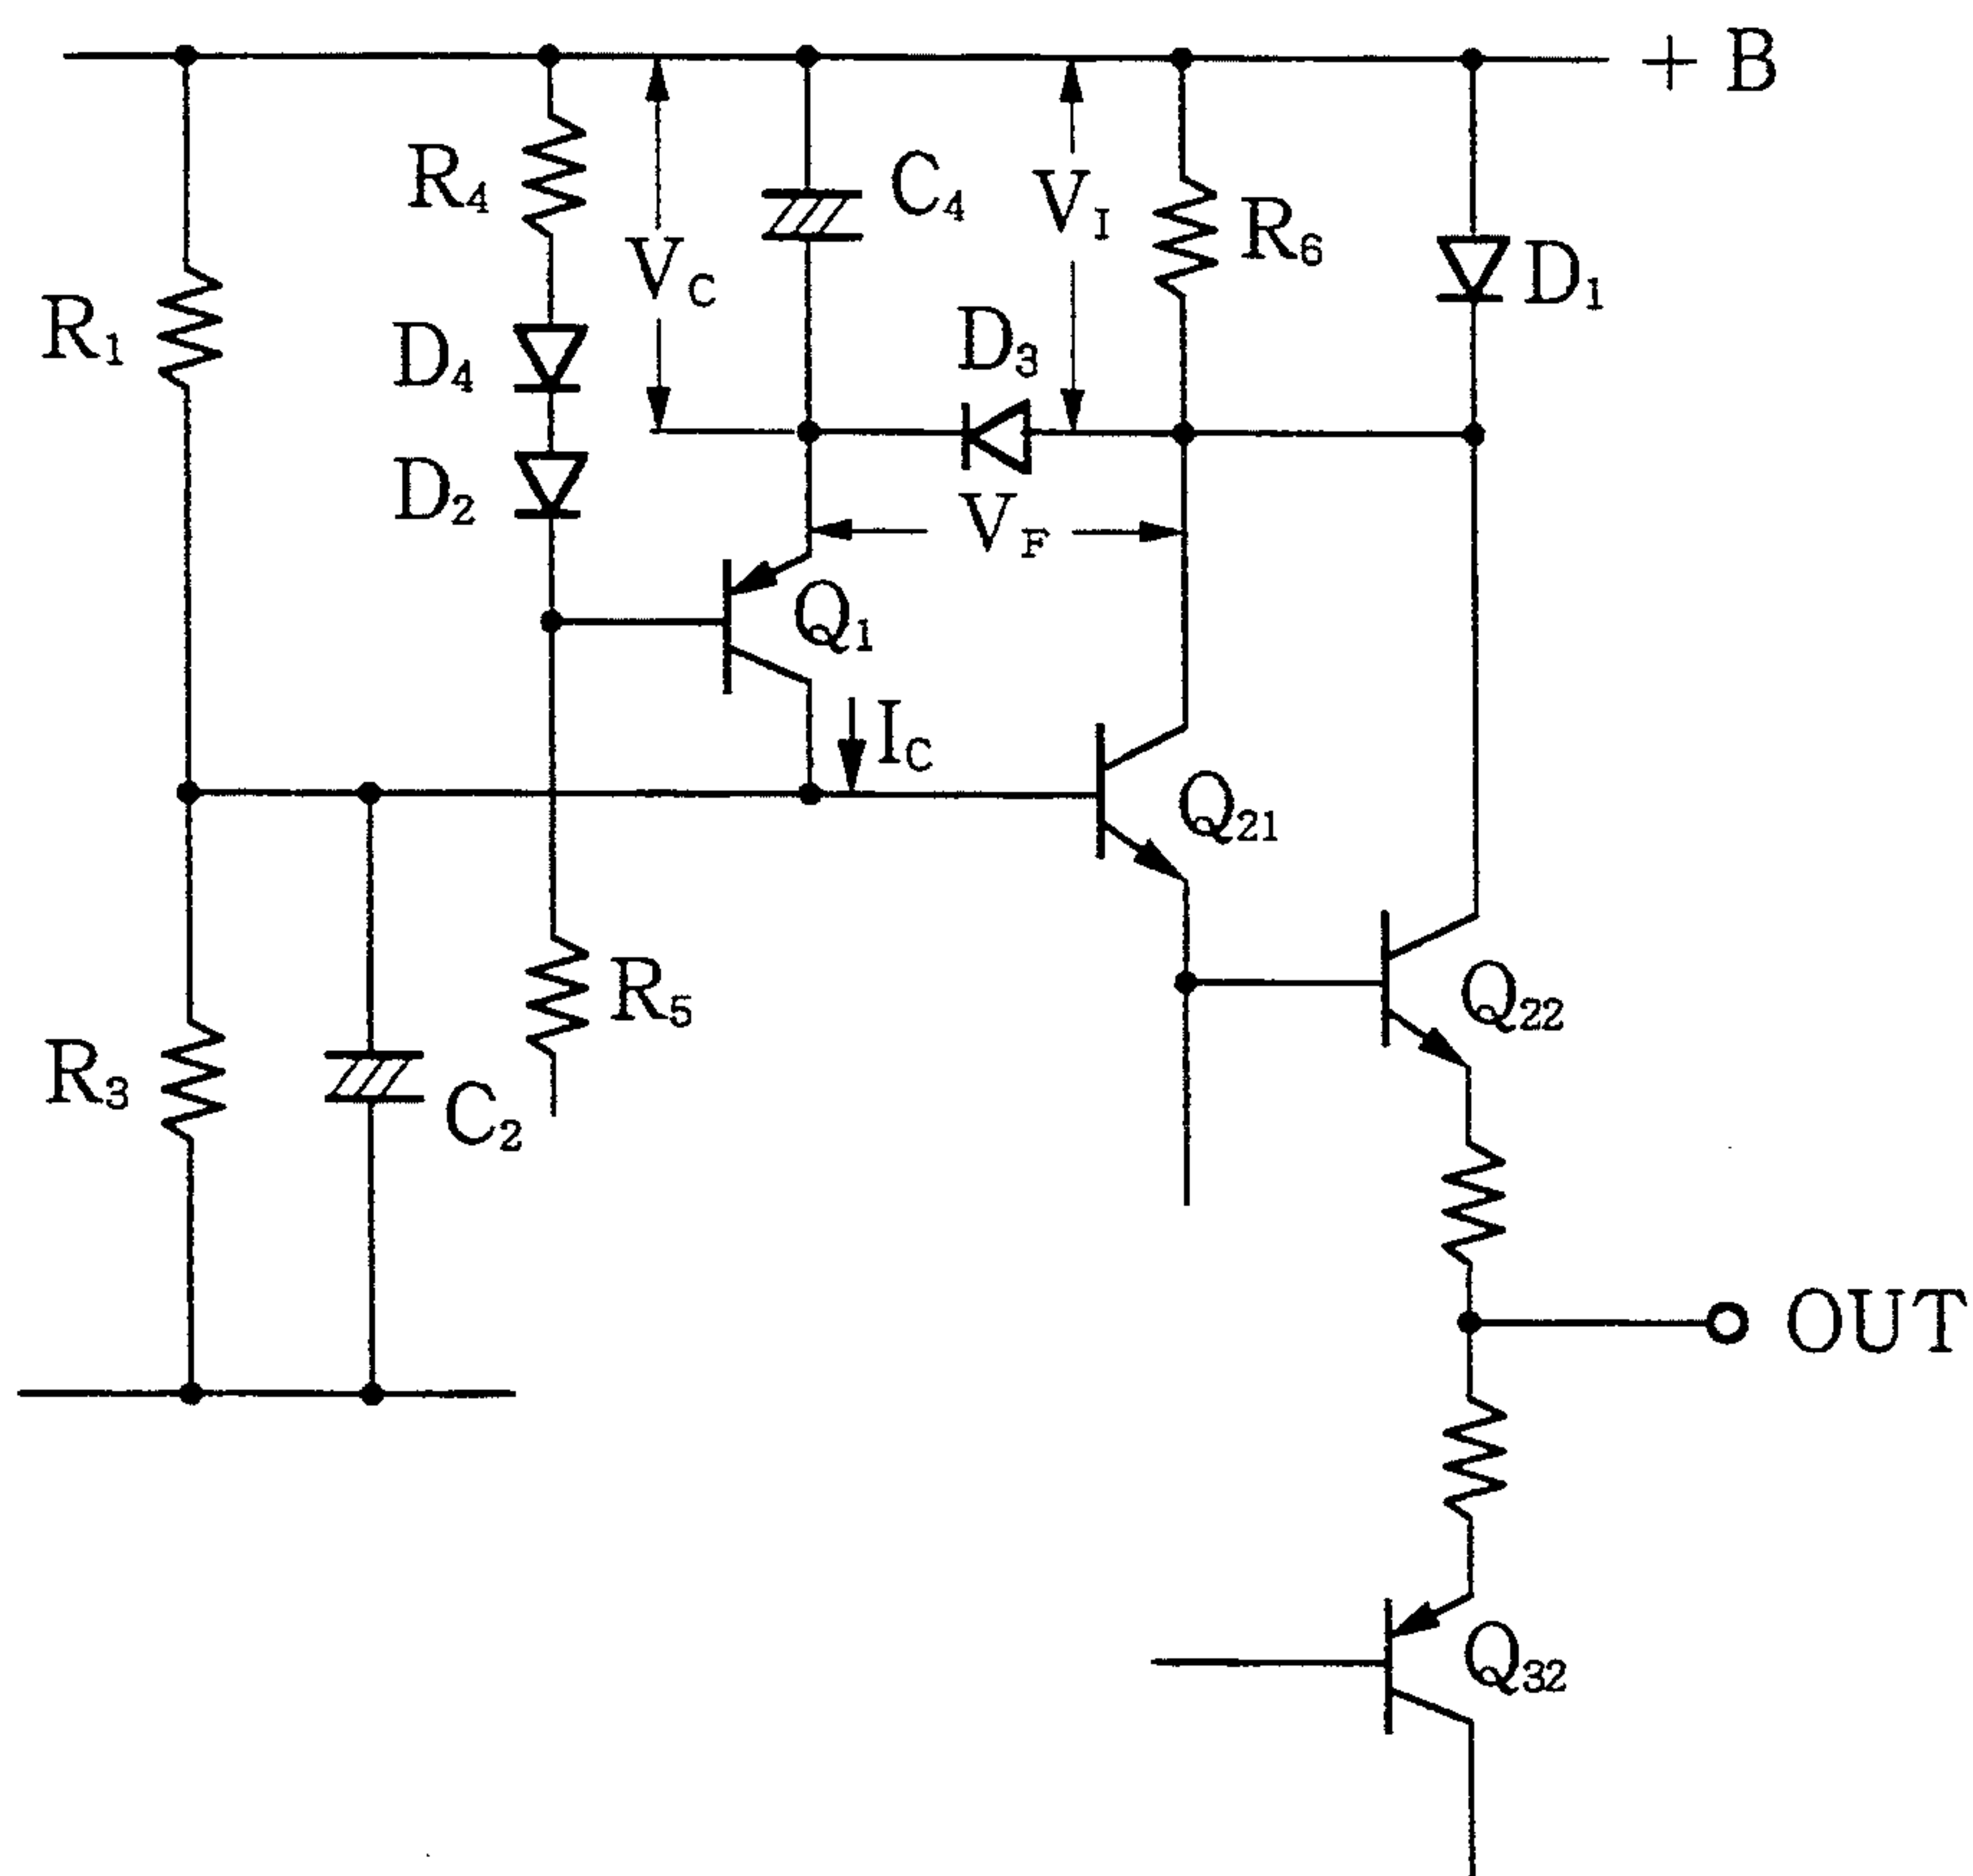 + B
R4
C4
VI
R6
VC
D1
R1
D4
D3
D2
VF
Q1
IC
Q21
Q22
R5
R3
C2
OUT
Q32